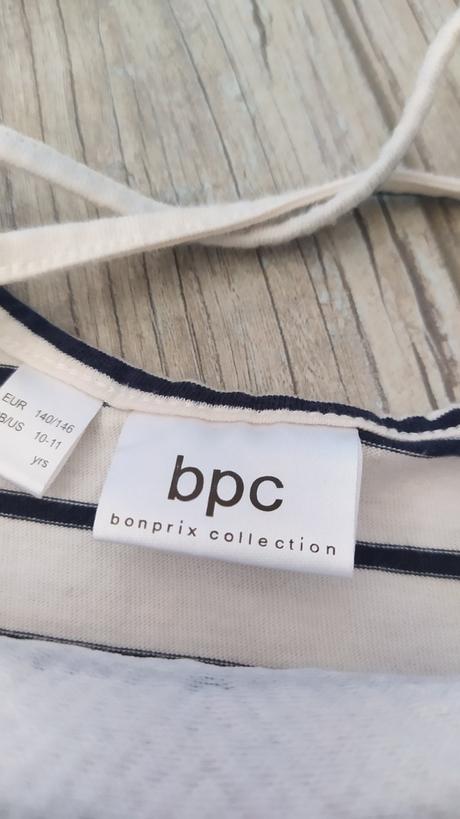 EUR 140/146
B/US 10-11
yrs
bpc
bonprix collection